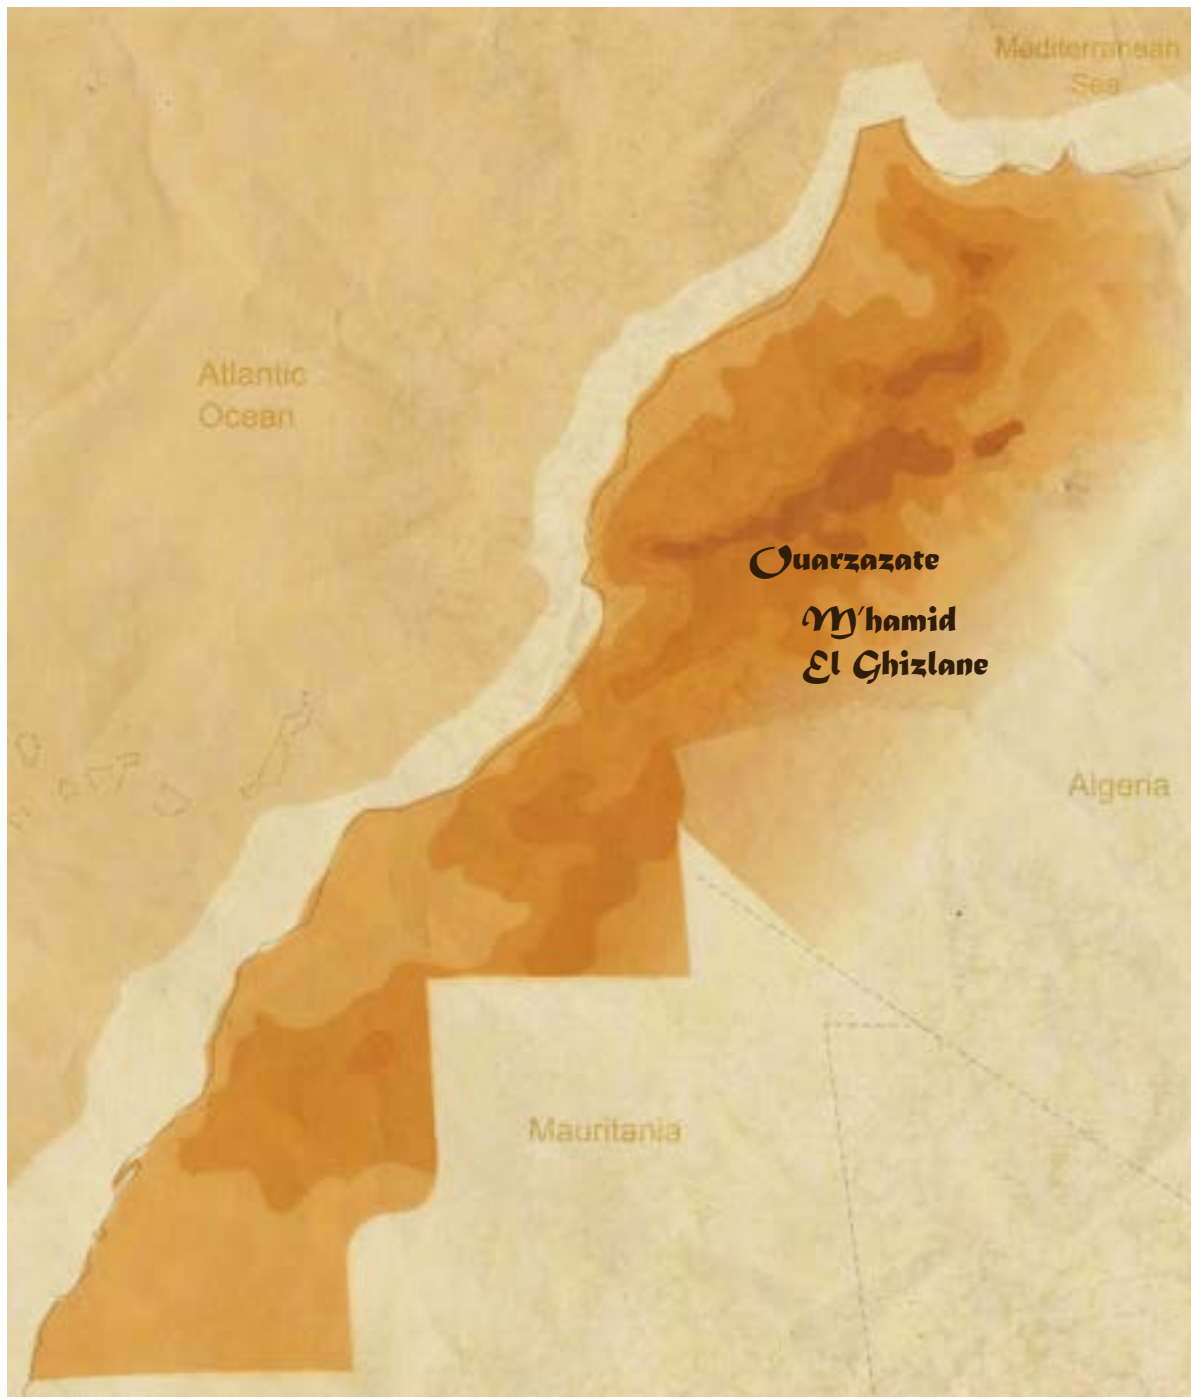 Mediterranean
Sea
Atlantic
Ocean
Ouarzazate
M'hamid
El Ghizlane
Algeria
Mauritania